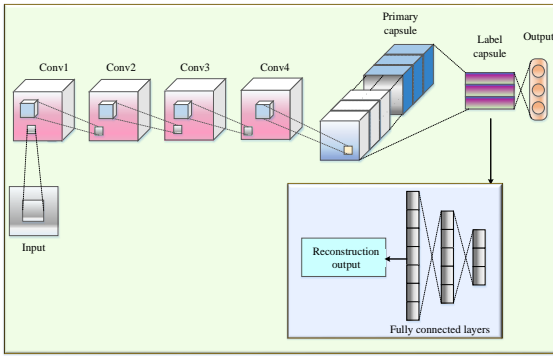 Primary
capsule
Label
capsule
Output
Conv1
Conv2
Conv3
Conv4
Input
Reconstruction
output
Fully connected layers